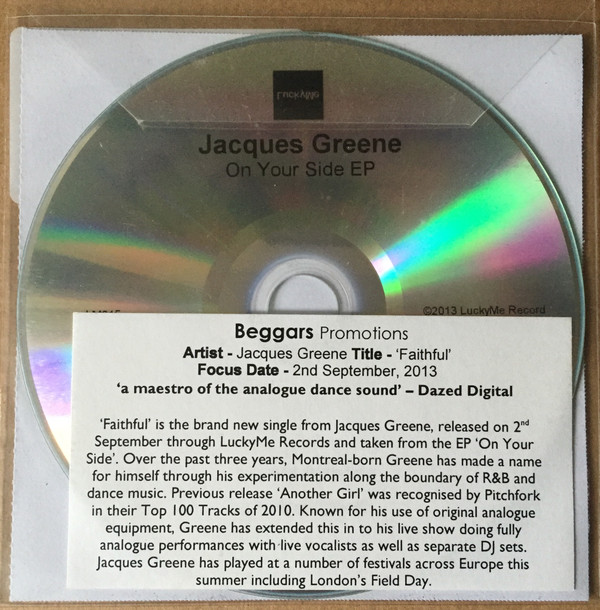 LuckyMe
Jacques Greene
On Your Side EP
©2013 LuckyMe Record
Beggars Promotions
Artist - Jacques Greene Title - ‘Faithful’
Focus Date - 2nd September, 2013
‘a maestro of the analogue dance sound’ – Dazed Digital
‘Faithful’ is the brand new single from Jacques Greene, released on 2nd
September through LuckyMe Records and taken from the EP ‘On Your
Side’. Over the past three years, Montreal-born Greene has made a name
for himself through his experimentation along the boundary of R&B and
dance music. Previous release ‘Another Girl’ was recognised by Pitchfork
in their Top 100 Tracks of 2010. Known for his use of original analogue
equipment, Greene has extended this in to his live show doing fully
analogue performances with live vocalists as well as separate DJ sets.
Jacques Greene has played at a number of festivals across Europe this
summer including London’s Field Day.